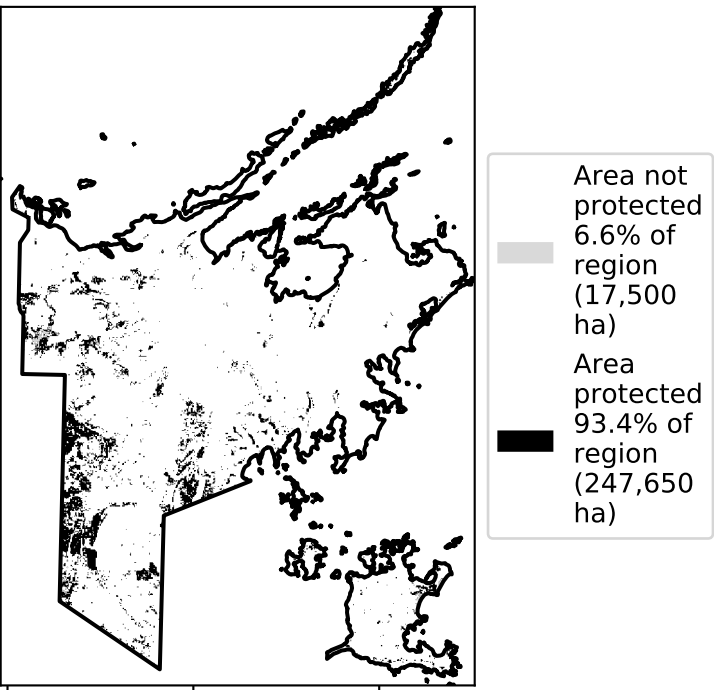 Area not
protected
6.6% of
region
(17,500
ha)
Area
protected
93.4% of
region
(247,650
ha)